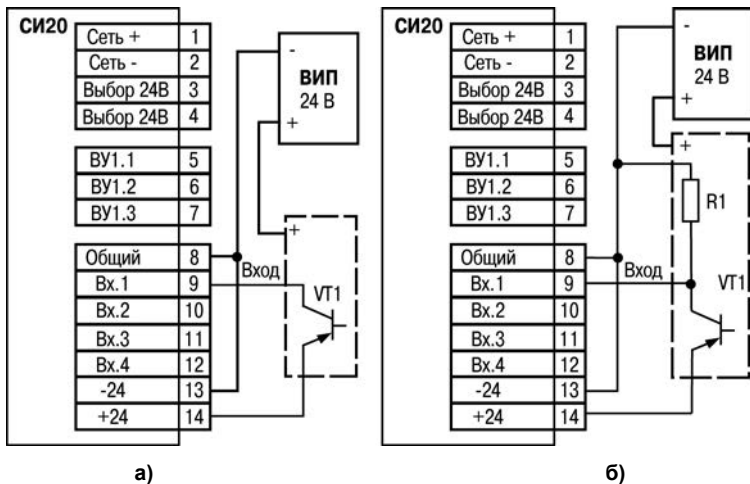 СИ20
Сеть + 1
Сеть - 2
Выбор 24В 3
Выбор 24В 4
ВУ1.1 5
ВУ1.2 6
ВУ1.3 7
Общий 8
Вх.1 9
Вх.2 10
Вх.3 11
Вх.4 12
-24 13
+24 14
-
ВИП
24 В
+
+
Вход
VT1
а)
СИ20
Сеть + 1
Сеть - 2
Выбор 24В 3
Выбор 24В 4
ВУ1.1 5
ВУ1.2 6
ВУ1.3 7
Общий 8
Вх.1 9
Вх.2 10
Вх.3 11
Вх.4 12
-24 13
+24 14
-
ВИП
24 В
+
+
R1
Вход
VT1
б)